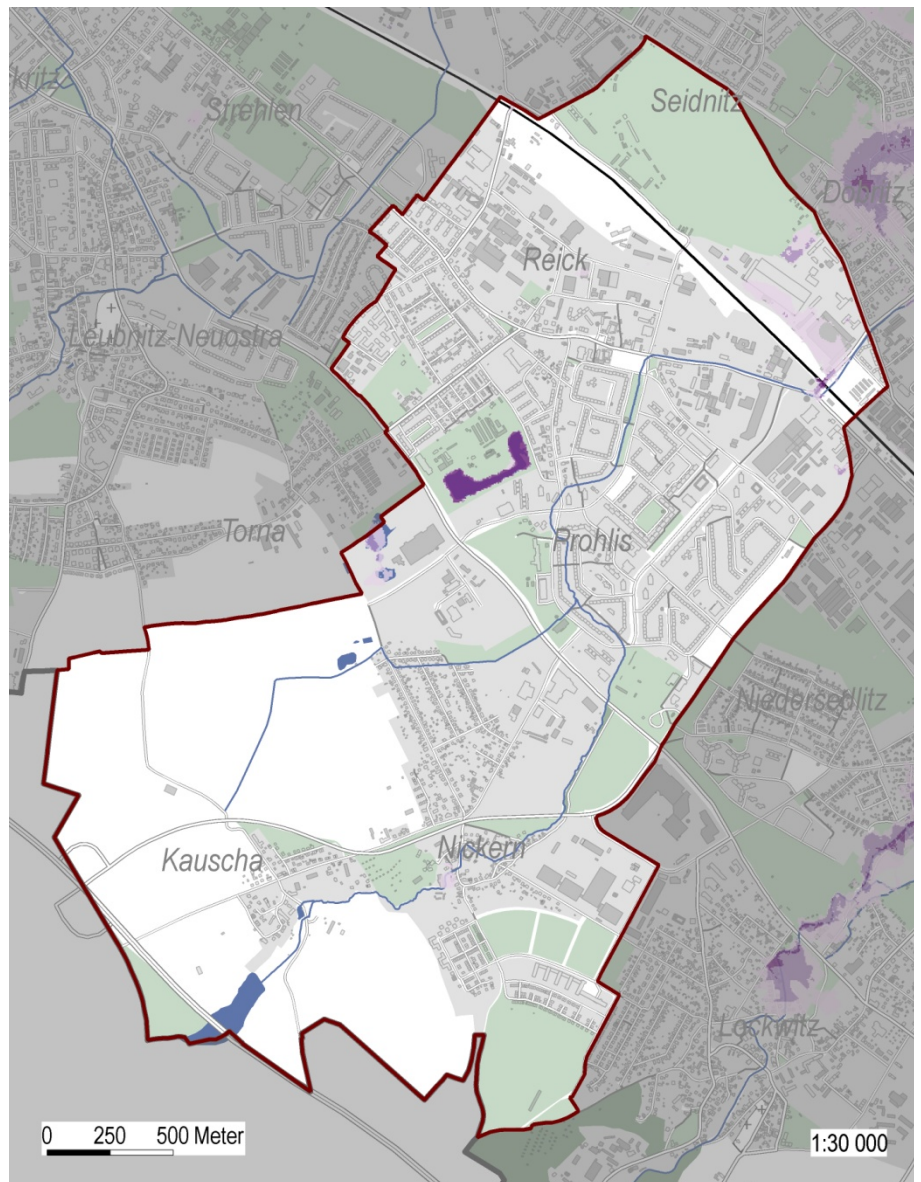 kritz
Strehlen
Seidnitz
Dobritz
Reick
Leubnitz-Neuostra
Torna
Prohlis
Niedersedlitz
Kauscha
Nickern
Lockwitz
0 250 500 Meter
1:30 000